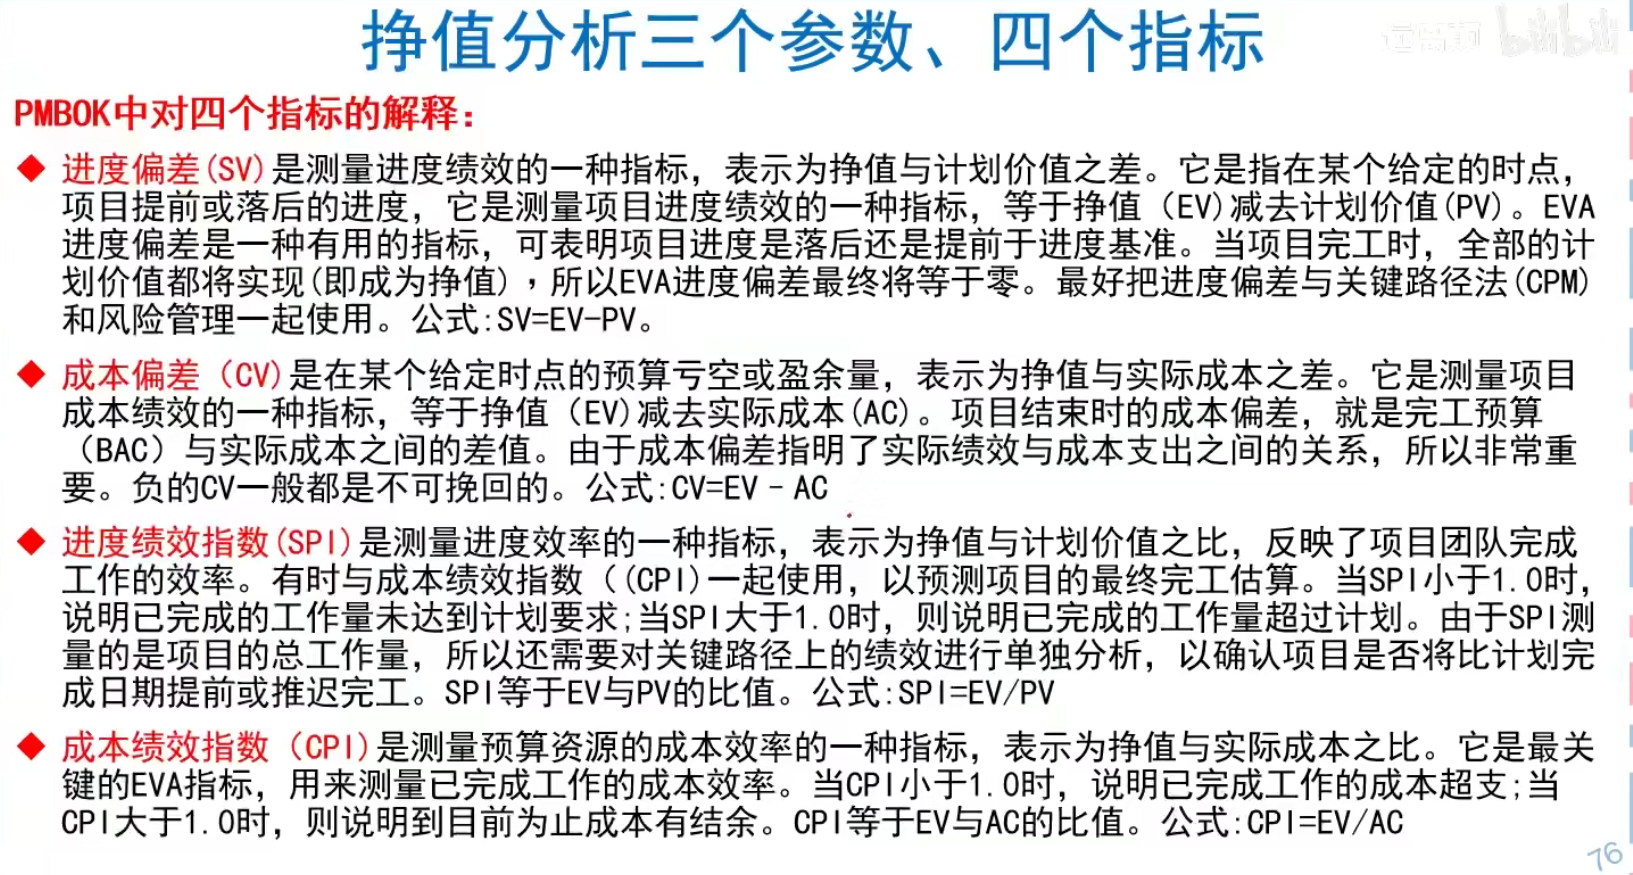 挣值分析三个参数、四个指标
bilibili
PMBOK中对四个指标的解释：
◆ 进度偏差(SV)是测量进度绩效的一种指标，表示为挣值与计划价值之差。它是指在某个给定的时点，
项目提前或落后的进度，它是测量项目进度绩效的一种指标，等于挣值（EV)减去计划价值(PV)。EVA
进度偏差是一种有用的指标，可表明项目进度是落后还是提前于进度基准。当项目完工时，全部的计
划价值都将实现(即成为挣值)，所以EVA进度偏差最终将等于零。最好把进度偏差与关键路径法(CPM)
和风险管理一起使用。公式:SV=EV-PV。
◆ 成本偏差（CV)是在某个给定时点的预算亏空或盈余量，表示为挣值与实际成本之差。它是测量项目
成本绩效的一种指标，等于挣值（EV)减去实际成本(AC)。项目结束时的成本偏差，就是完工预算
（BAC）与实际成本之间的差值。由于成本偏差指明了实际绩效与成本支出之间的关系，所以非常重
要。负的CV一般都是不可挽回的。公式:CV=EV－AC
◆ 进度绩效指数(SPI)是测量进度效率的一种指标，表示为挣值与计划价值之比，反映了项目团队完成
工作的效率。有时与成本绩效指数（(CPI)一起使用，以预测项目的最终完工估算。当SPI小于1.0时，
说明已完成的工作量未达到计划要求;当SPI大于1.0时，则说明已完成的工作量超过计划。由于SPI测
量的是项目的总工作量，所以还需要对关键路径上的绩效进行单独分析，以确认项目是否将比计划完
成日期提前或推迟完工。SPI等于EV与PV的比值。公式:SPI=EV/PV
◆ 成本绩效指数（CPI)是测量预算资源的成本效率的一种指标，表示为挣值与实际成本之比。它是最关
键的EVA指标，用来测量已完成工作的成本效率。当CPI小于1.0时，说明已完成工作的成本超支;当
CPI大于1.0时，则说明到目前为止成本有结余。CPI等于EV与AC的比值。公式:CPI=EV/AC
76